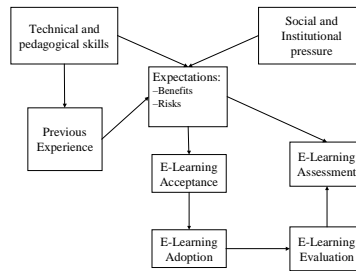 Technical and
pedagogical skills
Social and
Institutional
pressure
Expectations:
–Benefits
–Risks
Previous
Experience
E-Learning
Acceptance
E-Learning
Assessment
E-Learning
Adoption
E-Learning
Evaluation